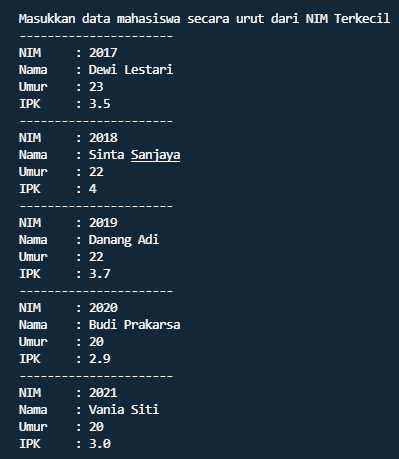 Masukkan data mahasiswa secara urut dari NIM Terkecil
----------------------
NIM     : 2017
Nama    : Dewi Lestari
Umur    : 23
IPK     : 3.5
----------------------
NIM     : 2018
Nama    : Sinta Sanjaya
Umur    : 22
IPK     : 4
----------------------
NIM     : 2019
Nama    : Danang Adi
Umur    : 22
IPK     : 3.7
----------------------
NIM     : 2020
Nama    : Budi Prakarsa
Umur    : 20
IPK     : 2.9
----------------------
NIM     : 2021
Nama    : Vania Siti
Umur    : 20
IPK     : 3.0